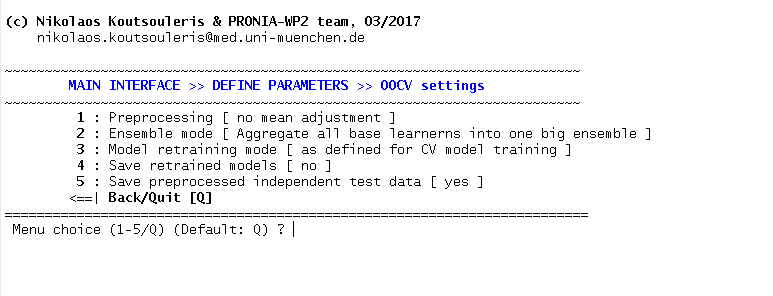 (c) Nikolaos Koutsouleris & PRONIA-WP2 team, 03/2017
nikolaos.koutsouleris@med.uni-muenchen.de
~~~~~~~~~~~~~~~~~~~~~~~~~~~~~~~~~~~~~~~~~~~~~~~~~~~~~~~~~~~~~~~~~~~~~~~~
MAIN INTERFACE >> DEFINE PARAMETERS >> OOCV settings
~~~~~~~~~~~~~~~~~~~~~~~~~~~~~~~~~~~~~~~~~~~~~~~~~~~~~~~~~~~~~~~~~~~~~~~~
1 : Preprocessing [ no mean adjustment ]
2 : Ensemble mode [ Aggregate all base learnerns into one big ensemble ]
3 : Model retraining mode [ as defined for CV model training ]
4 : Save retrained models [ no ]
5 : Save preprocessed independent test data [ yes ]
<==| Back/Quit [Q]
=========================================================================
Menu choice (1-5/Q) (Default: Q) ? |